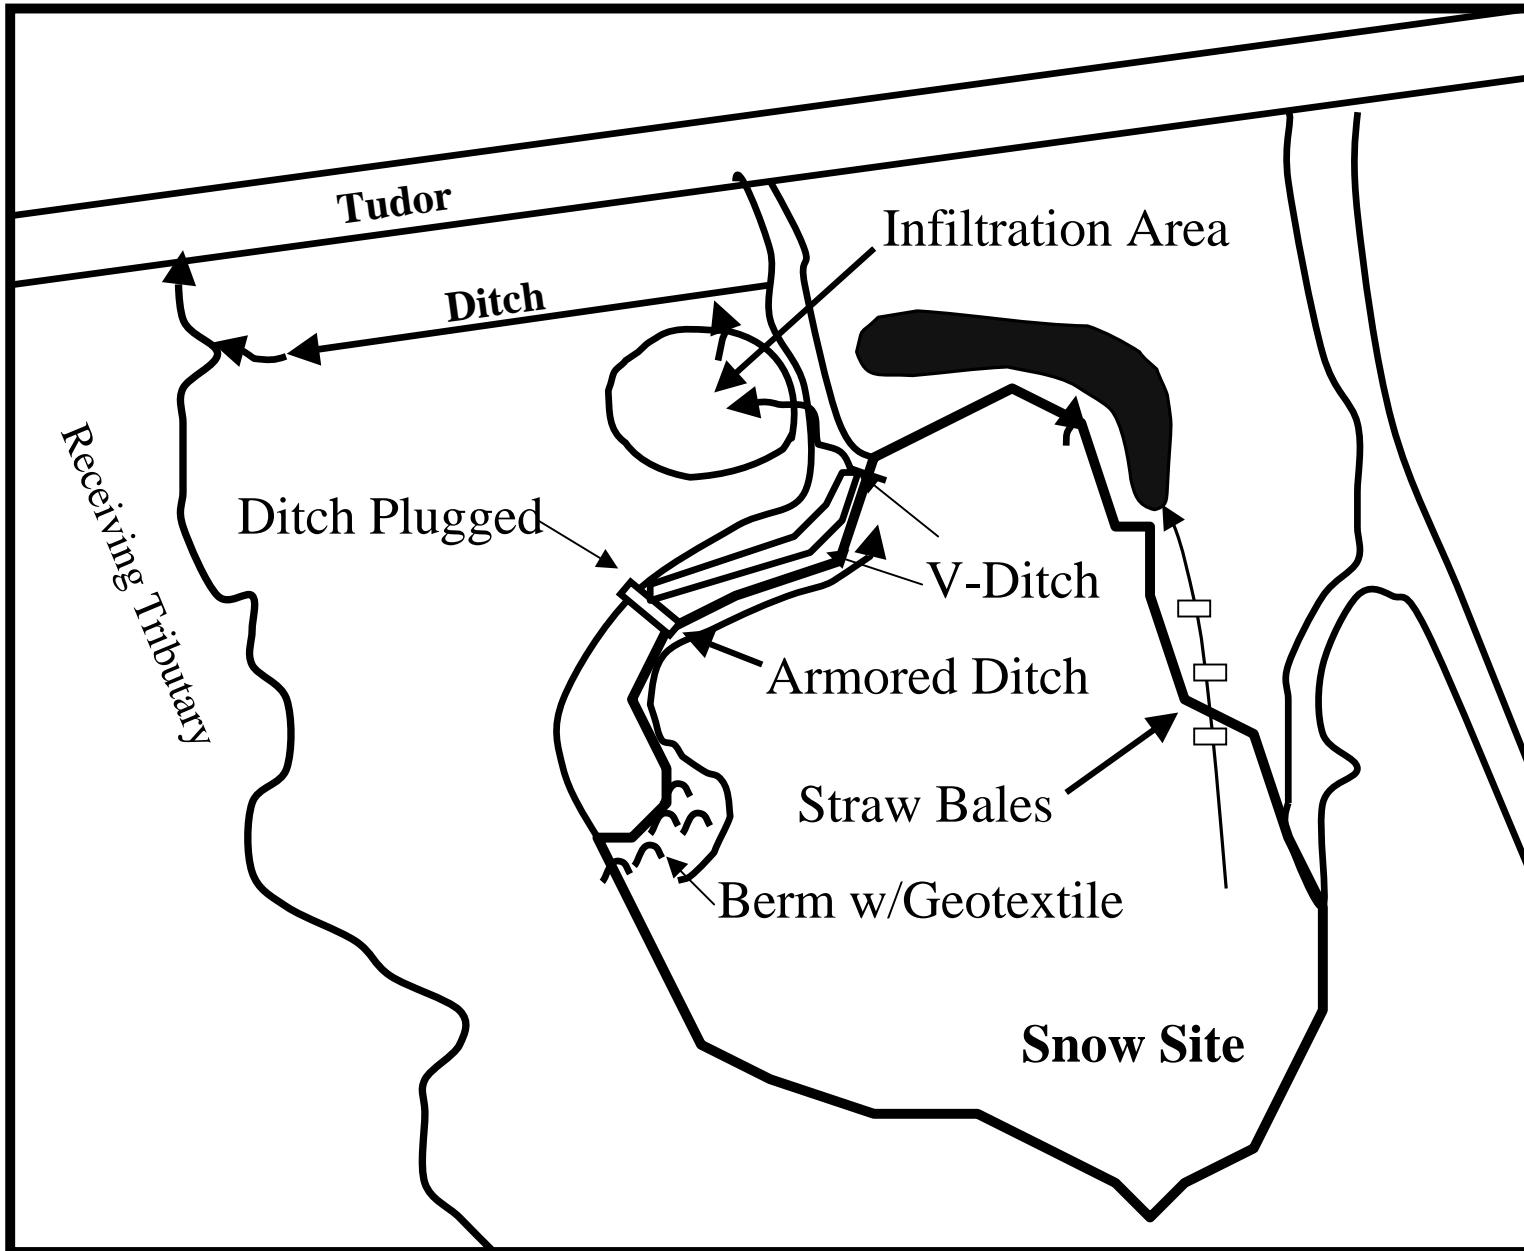 Tudor
Infiltration Area
Ditch
Receiving Tributary
Ditch Plugged
V-Ditch
Armored Ditch
Straw Bales
Berm w/Geotextile
Snow Site